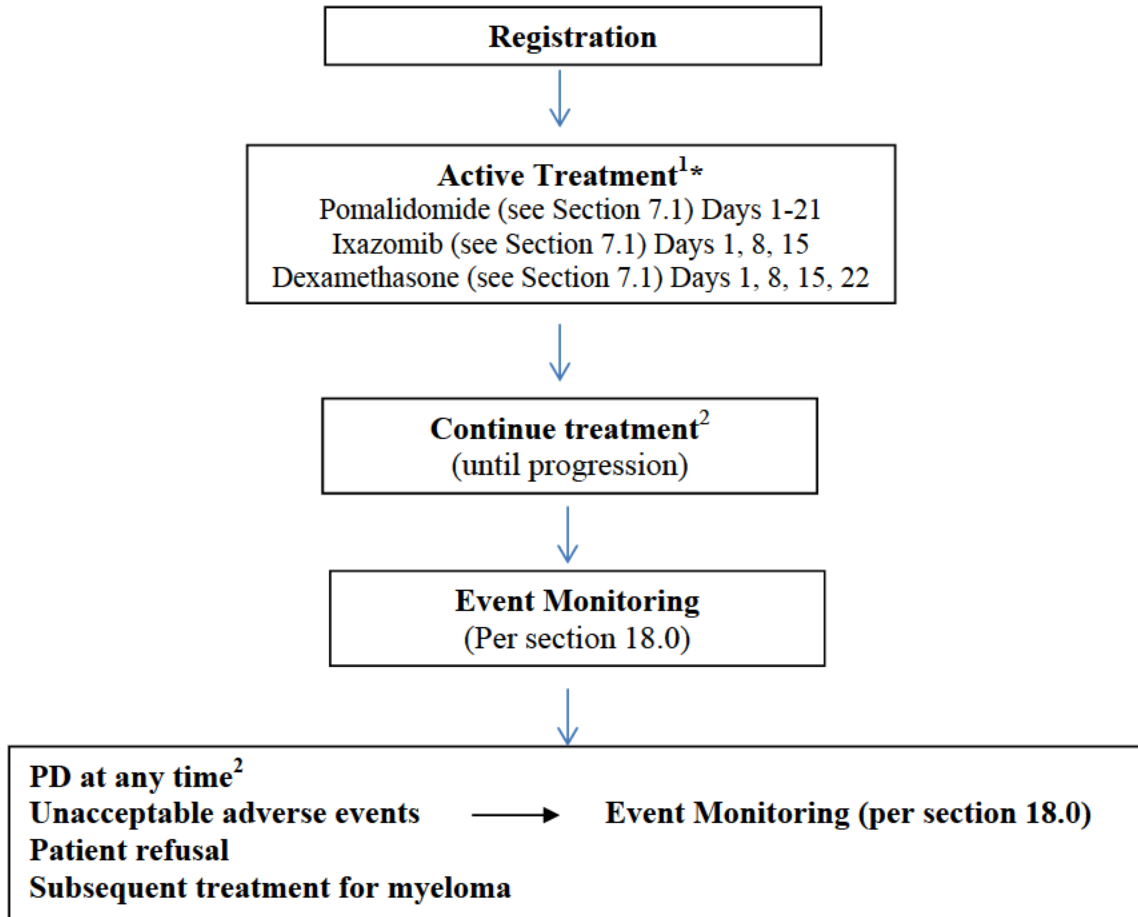 Registration
Active Treatment¹*
Pomalidomide (see Section 7.1) Days 1-21
Ixazomib (see Section 7.1) Days 1, 8, 15
Dexamethasone (see Section 7.1) Days 1, 8, 15, 22
Continue treatment²
(until progression)
Event Monitoring
(Per section 18.0)
PD at any time²
Unacceptable adverse events Event Monitoring (per section 18.0)
Patient refusal
Subsequent treatment for myeloma